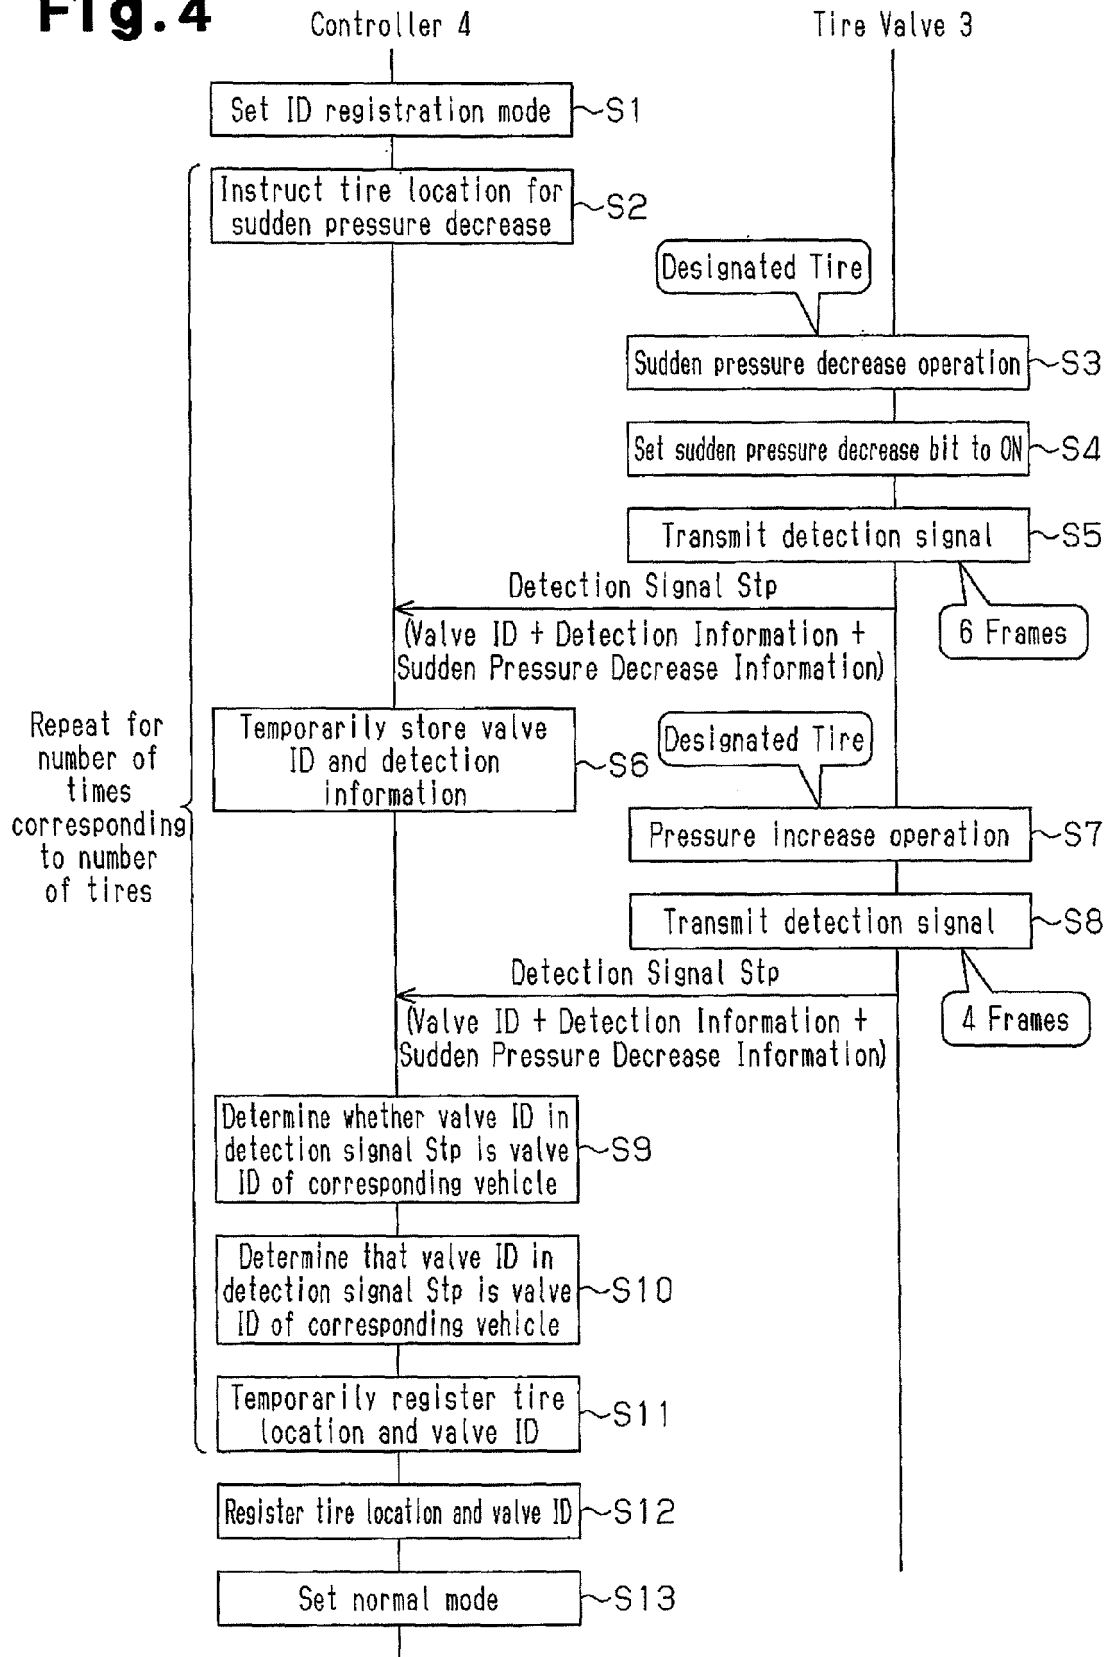 Fig.4
Controller 4
Tire Valve 3
Set ID registration mode
S1
Instruct tire location for
sudden pressure decrease
S2
Designated Tire
Sudden pressure decrease operation
S3
Set sudden pressure decrease bit to ON
S4
Transmit detection signal
S5
Detection Signal Stp
(Valve ID + Detection Information +
Sudden Pressure Decrease Information)
6 Frames
Repeat for
number of
times
corresponding
to number
of tires
Temporarily store valve
ID and detection
information
S6
Designated Tire
Pressure increase operation
S7
Transmit detection signal
S8
Detection Signal Stp
(Valve ID + Detection Information +
Sudden Pressure Decrease Information)
4 Frames
Determine whether valve ID in
detection signal Stp is valve
ID of corresponding vehicle
S9
Determine that valve ID in
detection signal Stp is valve
ID of corresponding vehicle
S10
Temporarily register tire
location and valve ID
S11
Register tire location and valve ID
S12
Set normal mode
S13